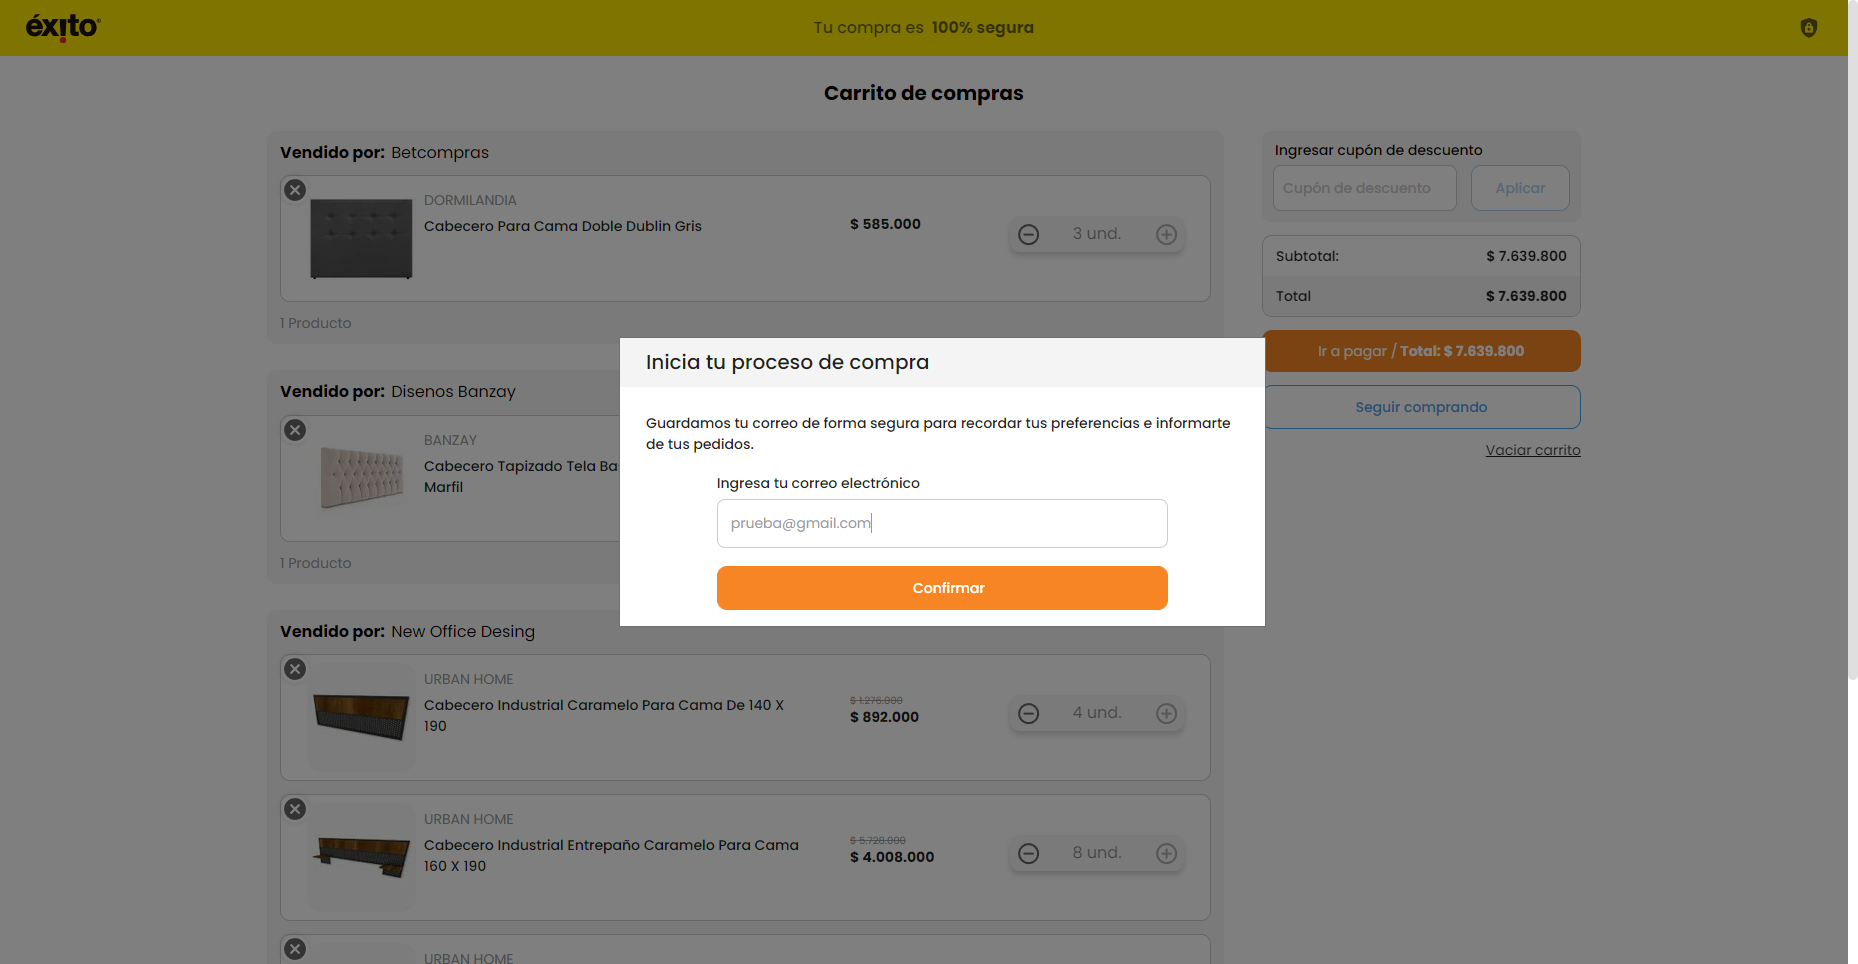 éxito
Tu compra es 100% segura
Carrito de compras
Vendido por: Betcompras
DORMILANDIA
Cabecero Para Cama Doble Dublin Gris
$ 585.000
3 und.
1 Producto
Vendido por: Disenos Banzay
BANZAY
Cabecero Tapizado Tela Ba
Marfil
1 Producto
Vendido por: New Office Desing
URBAN HOME
Cabecero Industrial Caramelo Para Cama De 140 X
190
$ 1.276.000
$ 892.000
4 und.
URBAN HOME
Cabecero Industrial Entrepaño Caramelo Para Cama
160 X 190
$ 5.728.000
$ 4.008.000
8 und.
URBAN HOME
Ingresar cupón de descuento
Cupón de descuento
Aplicar
Subtotal: $ 7.639.800
Total $ 7.639.800
Ir a pagar / Total: $ 7.639.800
Seguir comprando
Vaciar carrito
Inicia tu proceso de compra
Guardamos tu correo de forma segura para recordar tus preferencias e informarte
de tus pedidos.
Ingresa tu correo electrónico
prueba@gmail.com
Confirmar